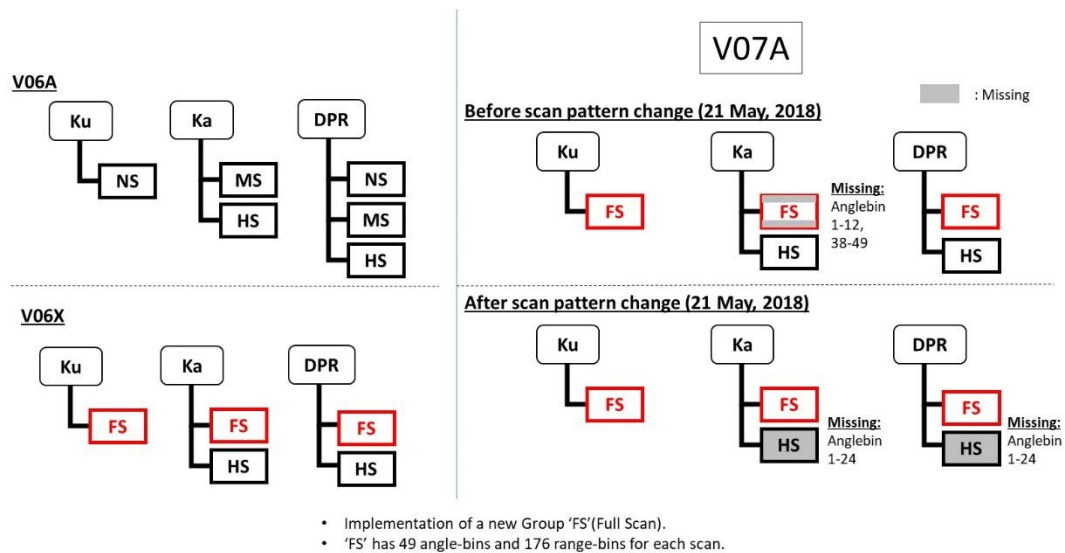 V06A
Ku
NS
Ka
MS
HS
DPR
NS
MS
HS
V06X
Ku
FS
Ka
FS
HS
DPR
FS
HS
V07A
: Missing
Before scan pattern change (21 May, 2018)
Ku
FS
Ka
FS
HS
Missing:
Anglebin
1-12,
38-49
DPR
FS
HS
After scan pattern change (21 May, 2018)
Ku
FS
Ka
FS
HS
Missing:
Anglebin
1-24
DPR
FS
HS
Missing:
Anglebin
1-24
• Implementation of a new Group ‘FS’(Full Scan).
• ‘FS’ has 49 angle-bins and 176 range-bins for each scan.